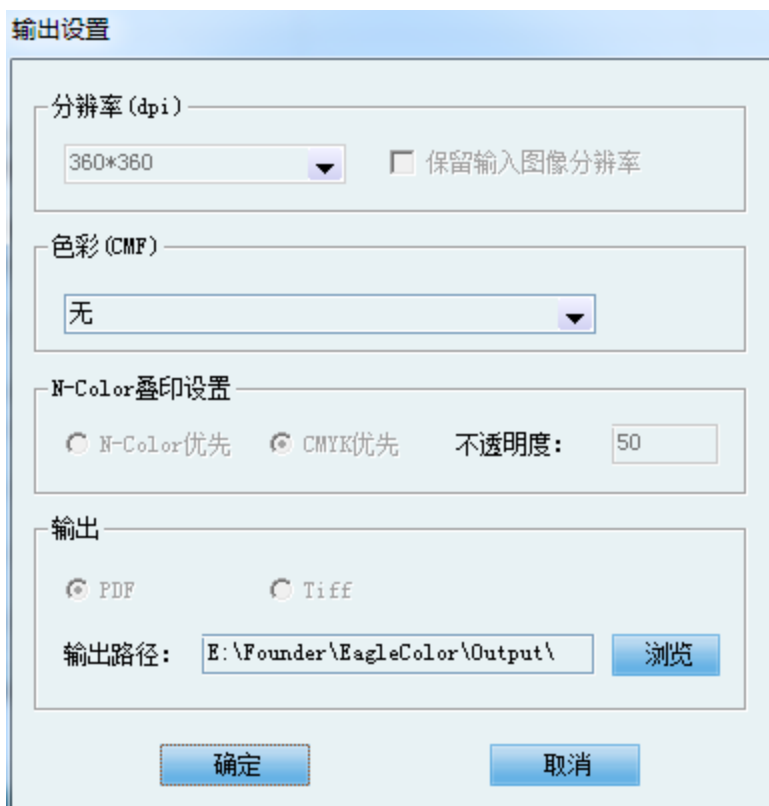 输出设置
分辨率(dpi)
360*360 保留输入图像分辨率
色彩(CMF)
无
N-Color叠印设置
N-Color优先 CMYK优先 不透明度: 50
输出
PDF Tiff
输出路径: E:\Founder\EagleColor\Output\ 浏览
确定 取消